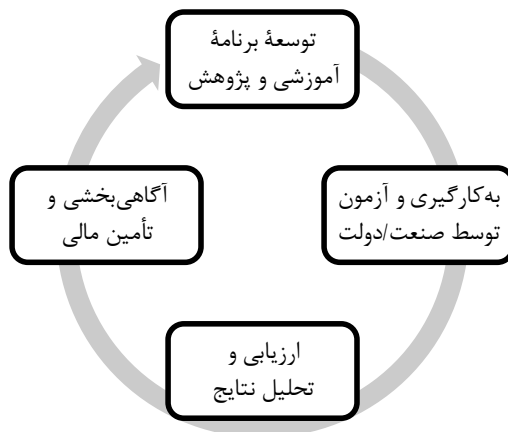 توسعهٔ برنامهٔ
آموزشی و پژوهش
به‌کارگیری و آزمون
توسط صنعت/دولت
ارزیابی و
تحلیل نتایج
آگاهی‌بخشی و
تأمین مالی